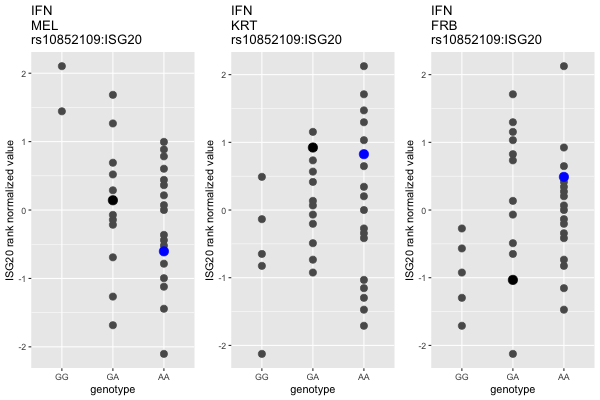 IFN
MEL
rs10852109:ISG20
ISG20 rank normalized value
2
1
0
-1
-2
GG GA AA
genotype
IFN
KRT
rs10852109:ISG20
ISG20 rank normalized value
2
1
0
-1
-2
GG GA AA
genotype
IFN
FRB
rs10852109:ISG20
ISG20 rank normalized value
2
1
0
-1
-2
GG GA AA
genotype